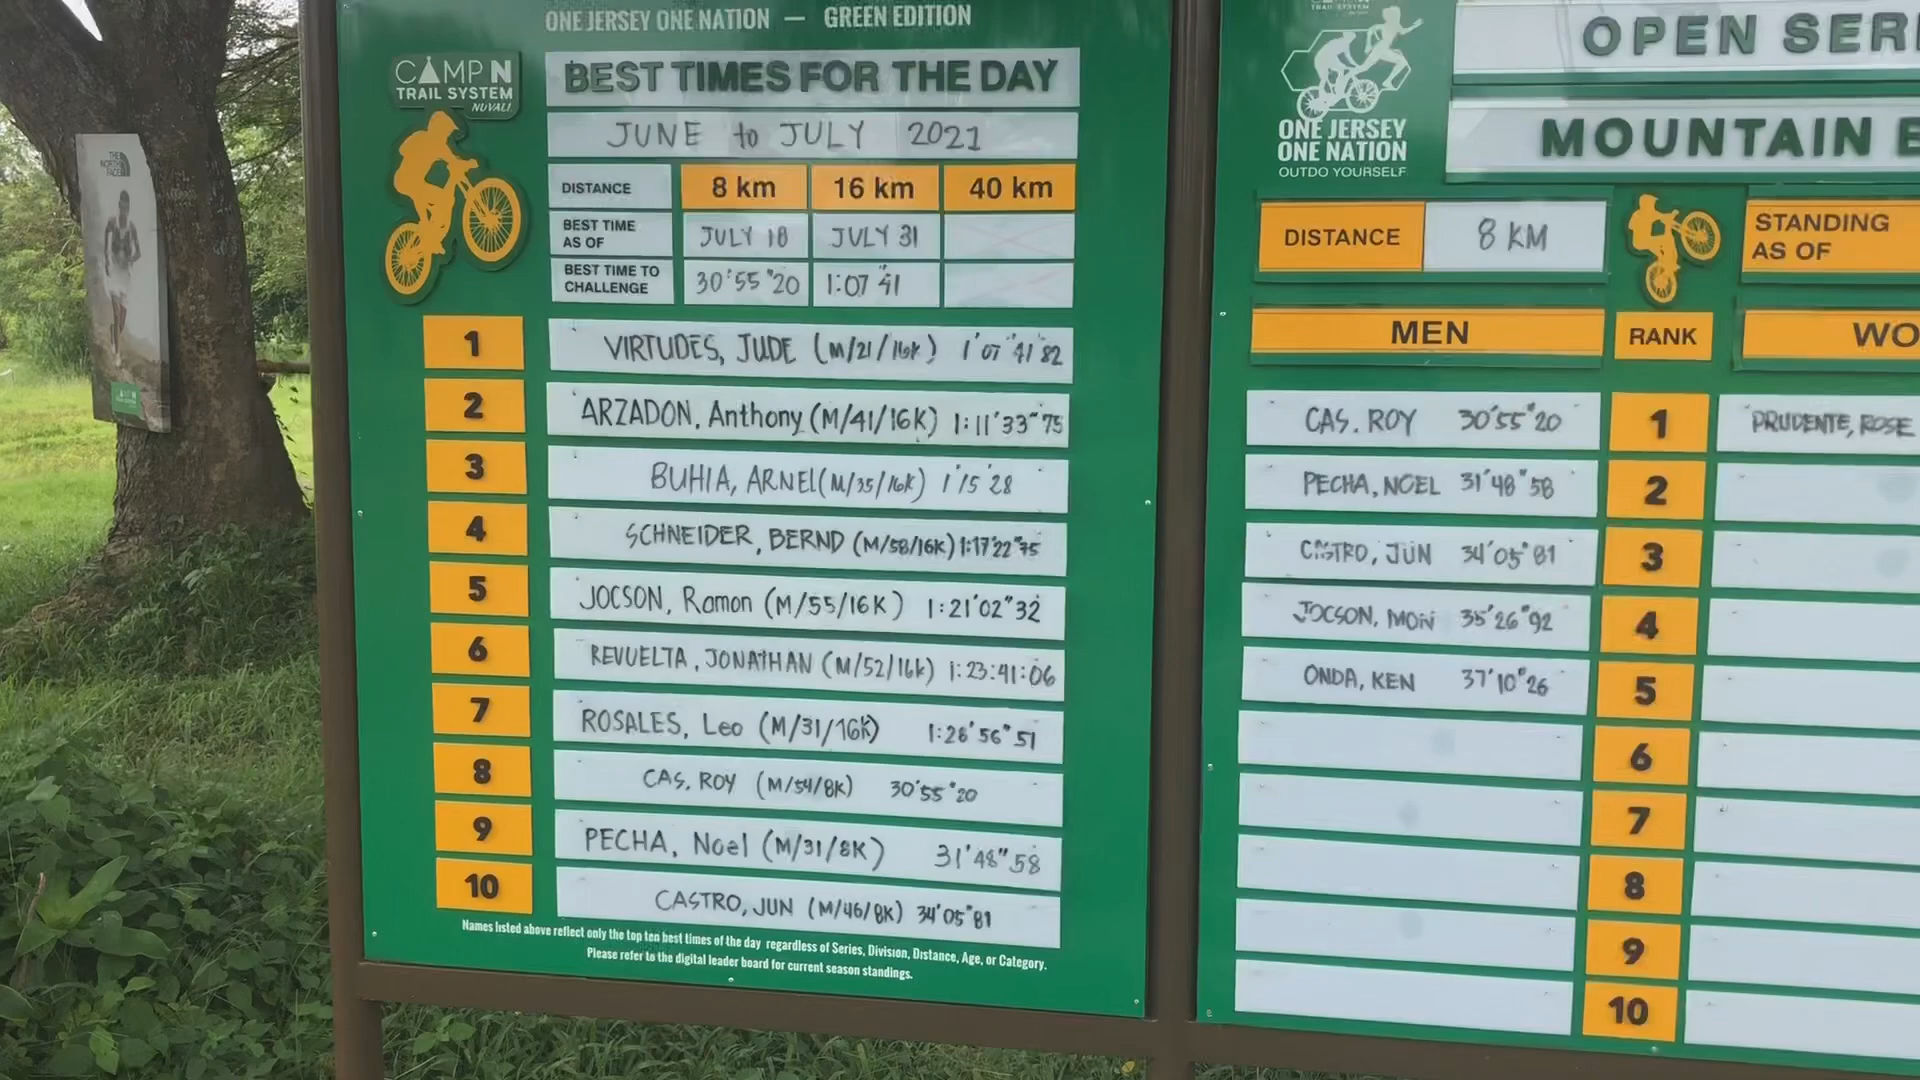 ONE JERSEY ONE NATION — GREEN EDITION
CAMP N
TRAIL SYSTEM
NUVALI
BEST TIMES FOR THE DAY
JUNE to JULY 2021
DISTANCE 8 km 16 km 40 km
BEST TIME AS OF JULY 18 JULY 31
BEST TIME TO CHALLENGE 30'55"20 1:07 41
1 VIRTUDES, JUDE (M/21/16K) 1'07"41 82
2 ARZADON, Anthony (M/41/16K) 1:11'33"75
3 BUHIA, ARNEl (M/35/16K) 1'15'28
4 SCHNEIDER, BERND (M/58/16K) 1:17'22"75
5 JOCSON, Ramon (M/55/16K) 1:21'02"32
6 REVUELTA, JONATHAN (M/52/16k) 1:23:41:06
7 ROSALES, Leo (M/31/16K) 1:28'56"51
8 CAS, ROY (M/54/8K) 30'55"20
9 PECHA, Noel (M/31/8K) 31'48"58
10 CASTRO, JUN (M/46/8K) 34'05"81
Names listed above reflect only the top ten best times of the day regardless of Series, Division, Distance, Age, or Category.
Please refer to the digital leader board for current season standings.
THE NORTH FACE
TRAIL SYSTEM
ONE JERSEY
ONE NATION
OUTDO YOURSELF
OPEN SERI
MOUNTAIN B
DISTANCE 8 KM STANDING AS OF
MEN RANK WO
CAS. ROY 30'55"20 1 PRUDENTE, ROSE
PECHA, NOEL 31'48"58 2
CASTRO, JUN 34'05"81 3
JOCSON, MON 35'26"92 4
ONDA, KEN 37'10"26 5
6
7
8
9
10